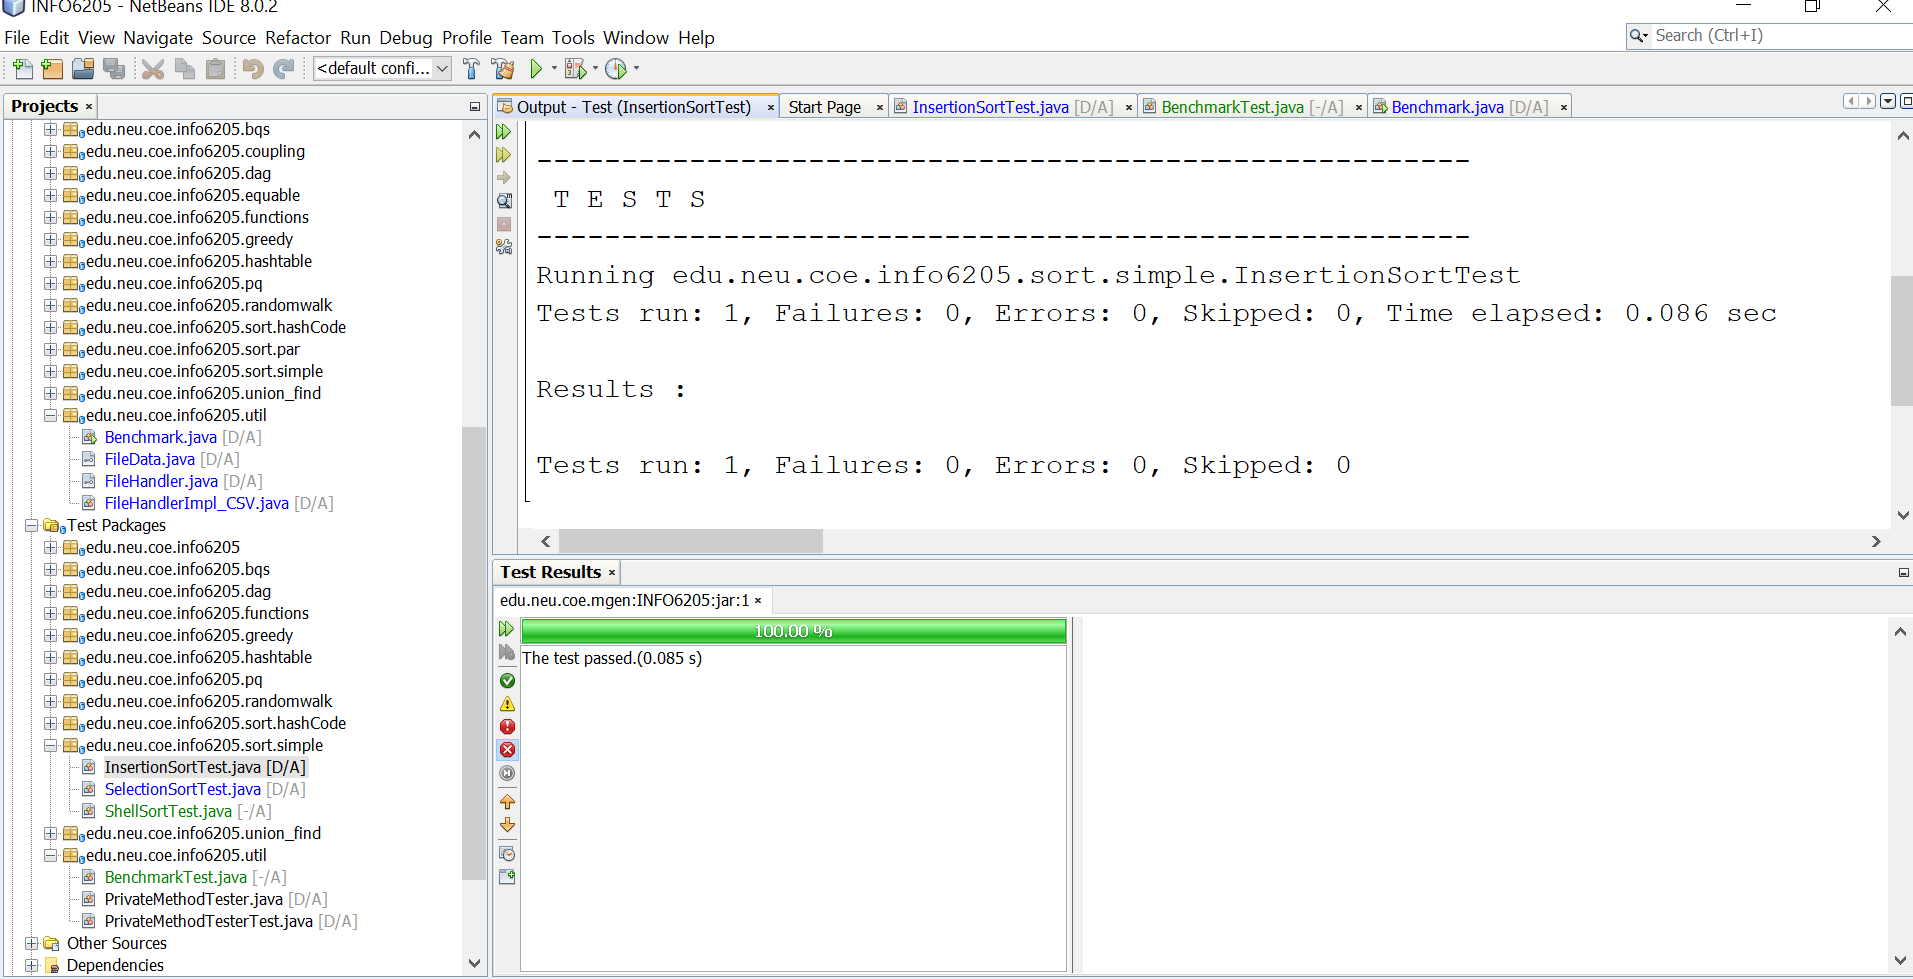 INFO6205 - NetBeans IDE 8.0.2
File Edit View Navigate Source Refactor Run Debug Profile Team Tools Window Help
Search (Ctrl+I)
<default confi...
Projects
edu.neu.coe.info6205.bqs
edu.neu.coe.info6205.coupling
edu.neu.coe.info6205.dag
edu.neu.coe.info6205.equable
edu.neu.coe.info6205.functions
edu.neu.coe.info6205.greedy
edu.neu.coe.info6205.hashtable
edu.neu.coe.info6205.pq
edu.neu.coe.info6205.randomwalk
edu.neu.coe.info6205.sort.hashCode
edu.neu.coe.info6205.sort.par
edu.neu.coe.info6205.sort.simple
edu.neu.coe.info6205.union_find
edu.neu.coe.info6205.util
Benchmark.java [D/A]
FileData.java [D/A]
FileHandler.java [D/A]
FileHandlerImpl_CSV.java [D/A]
Test Packages
edu.neu.coe.info6205
edu.neu.coe.info6205.bqs
edu.neu.coe.info6205.dag
edu.neu.coe.info6205.functions
edu.neu.coe.info6205.greedy
edu.neu.coe.info6205.hashtable
edu.neu.coe.info6205.pq
edu.neu.coe.info6205.randomwalk
edu.neu.coe.info6205.sort.hashCode
edu.neu.coe.info6205.sort.simple
InsertionSortTest.java [D/A]
SelectionSortTest.java [D/A]
ShellSortTest.java [-/A]
edu.neu.coe.info6205.union_find
edu.neu.coe.info6205.util
BenchmarkTest.java [-/A]
PrivateMethodTester.java [D/A]
PrivateMethodTesterTest.java [D/A]
Other Sources
Dependencies
Output - Test (InsertionSortTest) Start Page InsertionSortTest.java [D/A] BenchmarkTest.java [-/A] Benchmark.java [D/A]
-------------------------------------------------------
T E S T S
-------------------------------------------------------
Running edu.neu.coe.info6205.sort.simple.InsertionSortTest
Tests run: 1, Failures: 0, Errors: 0, Skipped: 0, Time elapsed: 0.086 sec
Results :
Tests run: 1, Failures: 0, Errors: 0, Skipped: 0
Test Results
edu.neu.coe.mgen:INFO6205:jar:1
100.00 %
The test passed.(0.085 s)